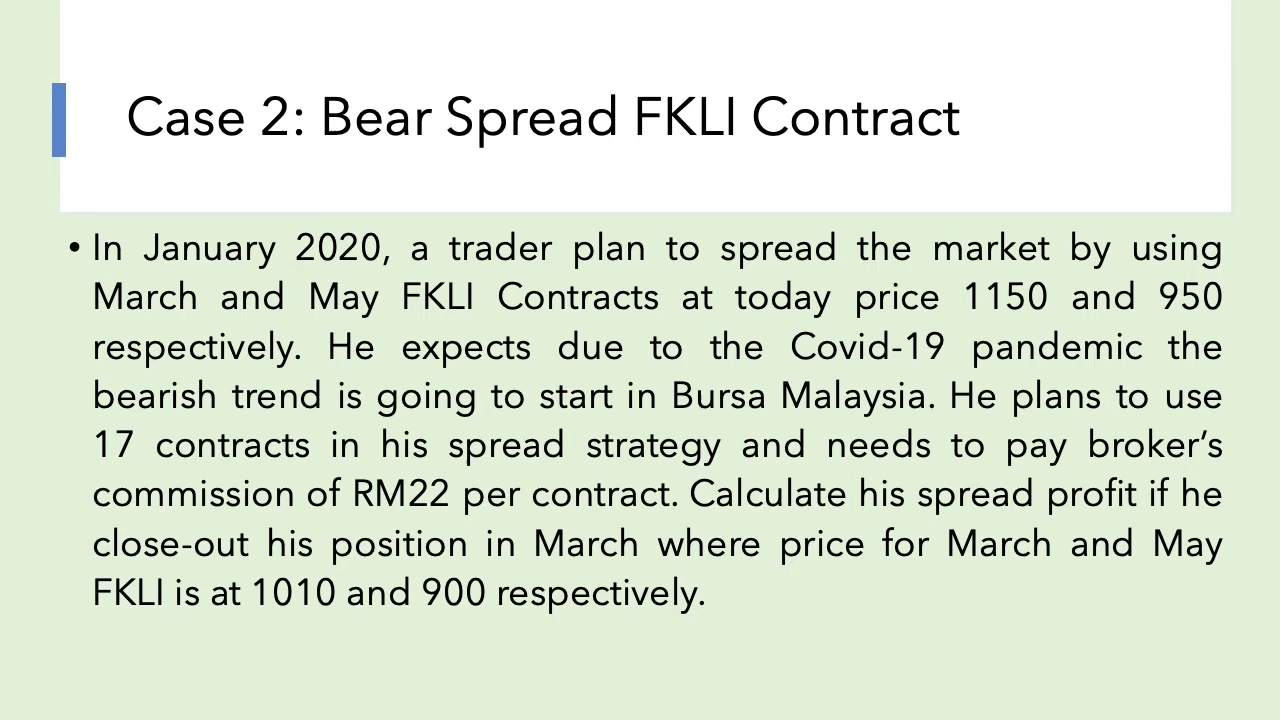 Case 2: Bear Spread FKLI Contract
• In January 2020, a trader plan to spread the market by using
March and May FKLI Contracts at today price 1150 and 950
respectively. He expects due to the Covid-19 pandemic the
bearish trend is going to start in Bursa Malaysia. He plans to use
17 contracts in his spread strategy and needs to pay broker’s
commission of RM22 per contract. Calculate his spread profit if he
close-out his position in March where price for March and May
FKLI is at 1010 and 900 respectively.